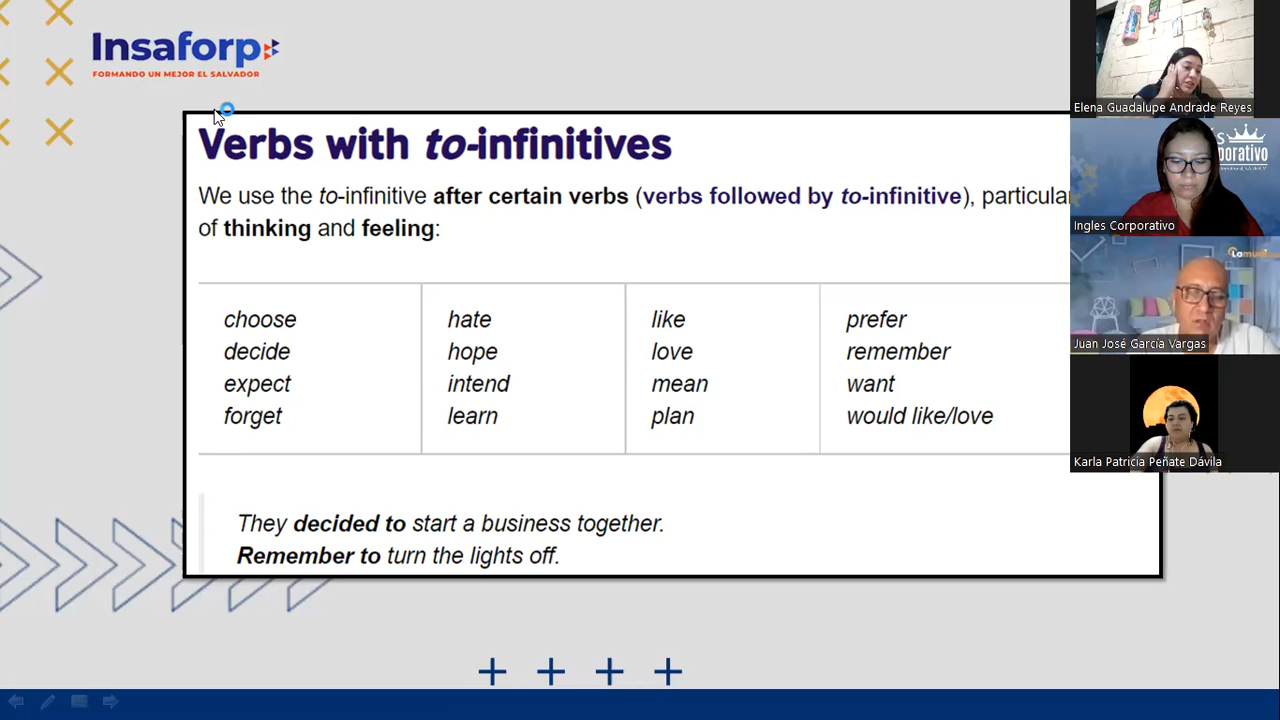 Insaforp
FORMANDO UN MEJOR EL SALVADOR
Verbs with to-infinitives
We use the to-infinitive after certain verbs (verbs followed by to-infinitive), particular
of thinking and feeling:
choose hate like prefer
decide hope love remember
expect intend mean want
forget learn plan would like/love
They decided to start a business together.
Remember to turn the lights off.
Elena Guadalupe Andrade Reyes
Ingles Corporativo
Juan José García Vargas
Karla Patricia Peñate Dávila